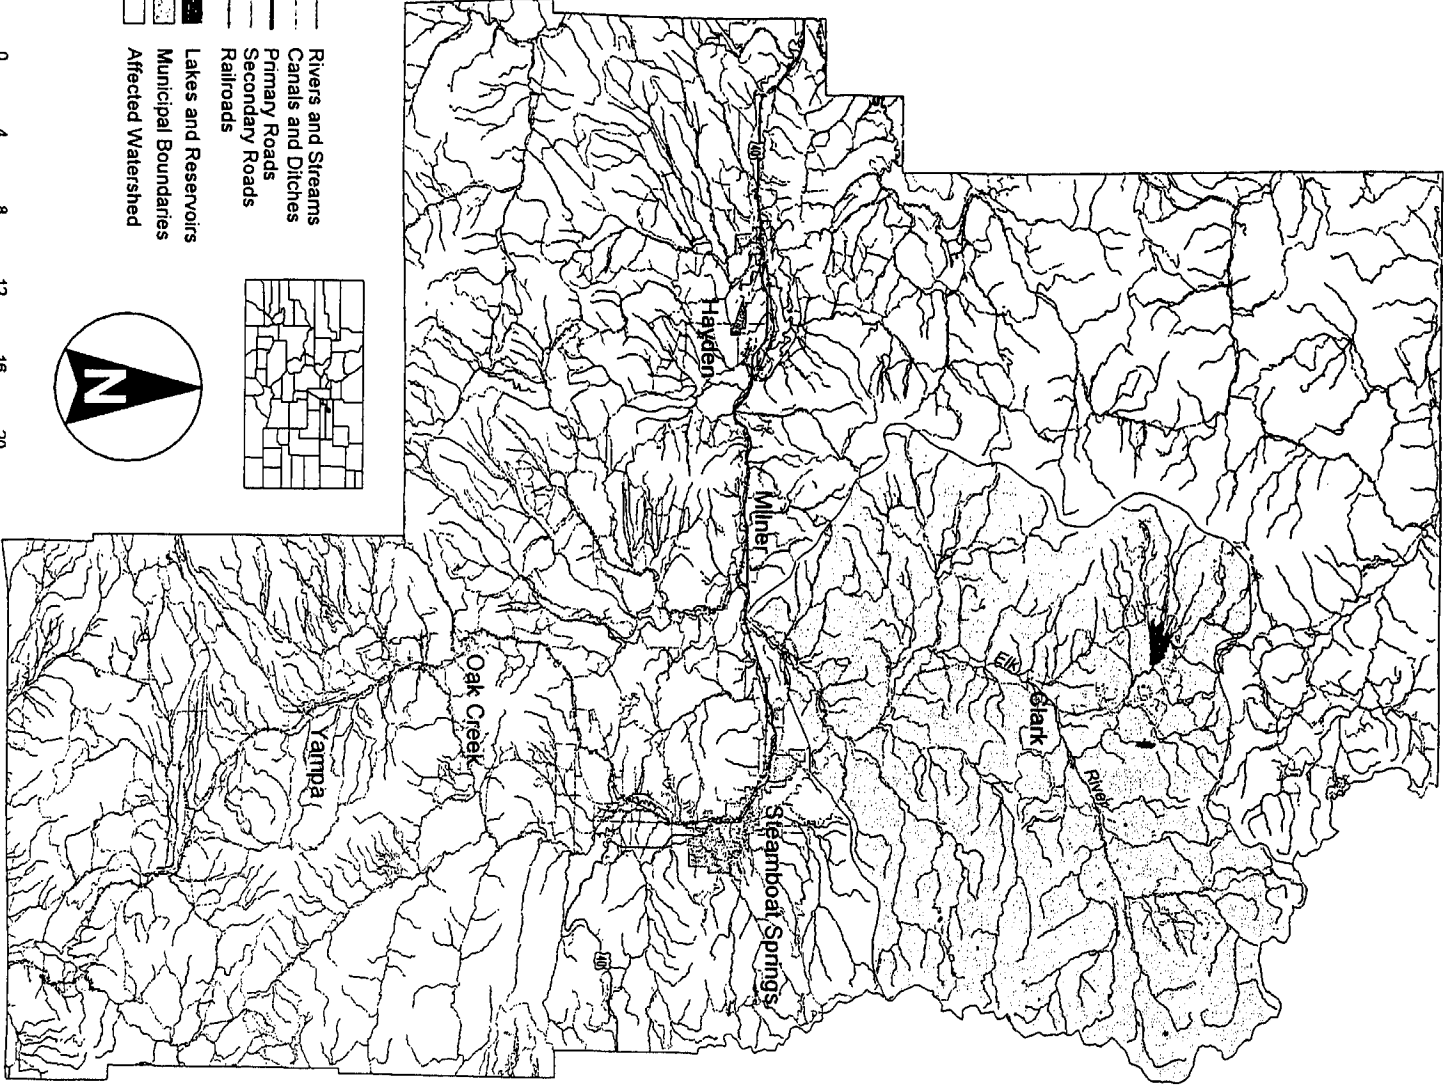 Rivers and Streams
Canals and Ditches
Primary Roads
Secondary Roads
Railroads
Lakes and Reservoirs
Municipal Boundaries
Affected Watershed
0 4 8 12 16 20
N
40
Hayden
Milner
Elk
River
Clark
Steamboat Springs
Oak Creek
Yampa
40